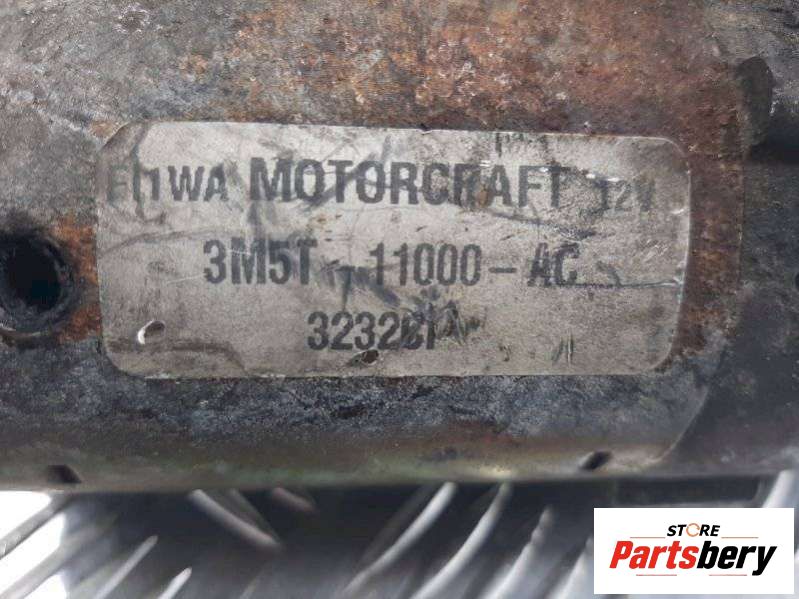 MOTORCRAFT 12V
3M5T - 11000 - AC
STORE
Partsbery